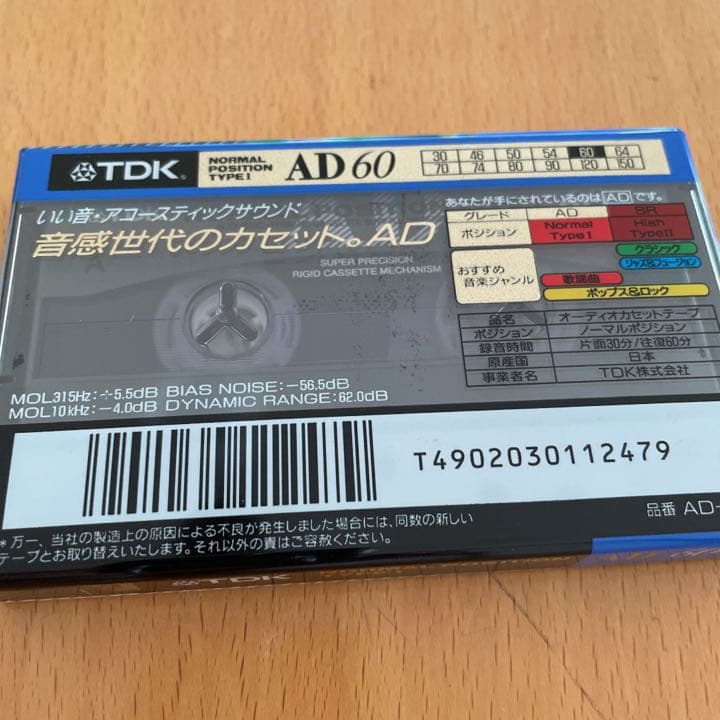 TDK
NORMAL
POSITION
TYPE I
AD 60
30 46 50 54 60 64
70 74 80 90 120 150
いい音・アコースティックサウンド
音感世代のカセット。AD
SUPER PRECISION
RIGID CASSETTE MECHANISM
あなたが手にされているのは AD です。
グレード AD SR
ポジション Normal Type I High Type II
おすすめ
音楽ジャンル
クラシック
ジャズ&フュージョン
歌謡曲
ポップス&ロック
品名 オーディオカセットテープ
ポジション ノーマルポジション
録音時間 片面30分/往復60分
原産国 日本
事業者名 TDK株式会社
MOL315Hz:+5.5dB BIAS NOISE:-56.5dB
MOL10kHz:-4.0dB DYNAMIC RANGE:62.0dB
T4902030112479
品番 AD-
*万一、当社の製造上の原因による不良が発生しました場合には、同数の新しい
テープとお取り替えいたします。それ以外の責はご容赦ください。
TDK